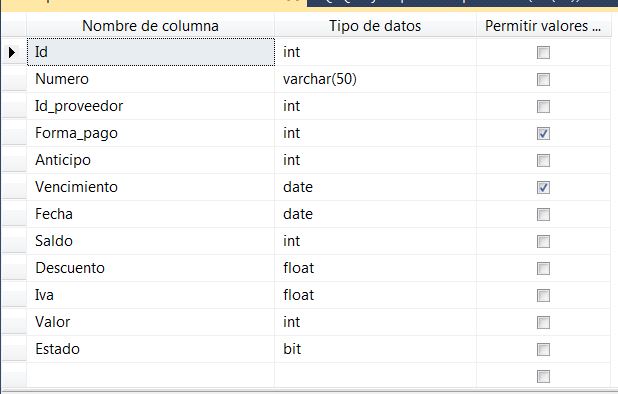 Nombre de columna Tipo de datos Permitir valores ...
Id int
Numero varchar(50)
Id_proveedor int
Forma_pago int
Anticipo int
Vencimiento date
Fecha date
Saldo int
Descuento float
Iva float
Valor int
Estado bit